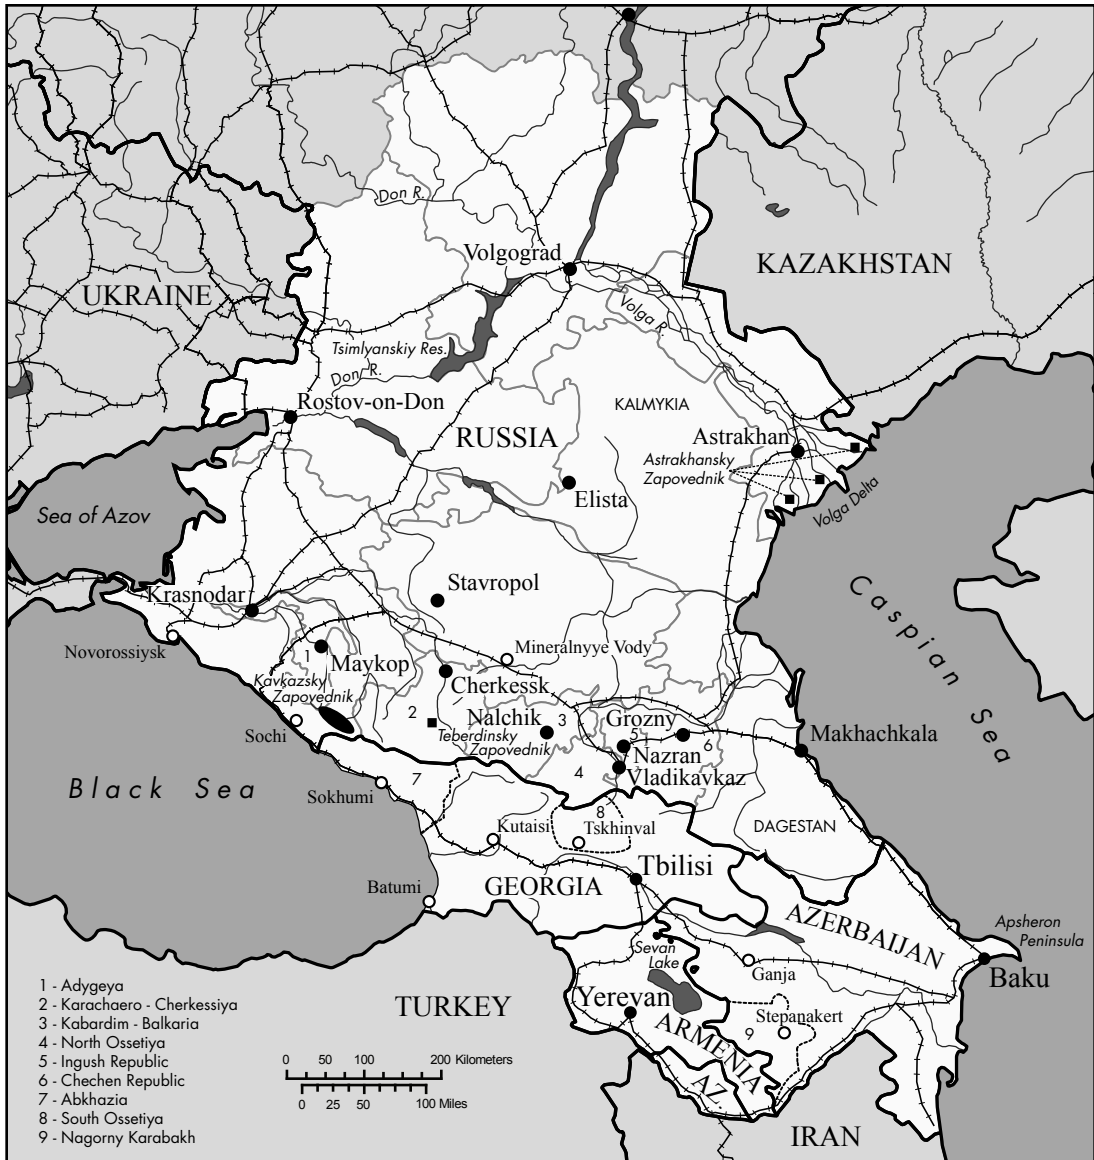 Don R.
Volgograd
KAZAKHSTAN
UKRAINE
Volga R.
Tsimlyanskiy Res.
Don R.
Rostov-on-Don
KALMYKIA
RUSSIA
Astrakhan
Astrakhansky
Zapovednik
Elista
Volga Delta
Sea of Azov
Stavropol
Krasnodar
Caspian Sea
Novorossiysk
1
Maykop
Mineralnyye Vody
Kavkazsky
Zapovednik
Cherkessk
2
Nalchik
3
Grozny
Teberdinsky
Zapovednik
5
6
Makhachkala
Sochi
Nazran
Vladikavkaz
4
7
Black Sea
Sokhumi
8
Kutaisi
Tskhinval
DAGESTAN
Tbilisi
GEORGIA
Batumi
AZERBAIJAN
Apsheron
Peninsula
Sevan
Lake
Ganja
Baku
TURKEY
Yerevan
Stepanakert
ARMENIA
9
AZ.
IRAN
1 - Adygeya
2 - Karachaero - Cherkessiya
3 - Kabardim - Balkaria
4 - North Ossetiya
5 - Ingush Republic
6 - Chechen Republic
7 - Abkhazia
8 - South Ossetiya
9 - Nagorny Karabakh
0 50 100 200 Kilometers
0 25 50 100 Miles